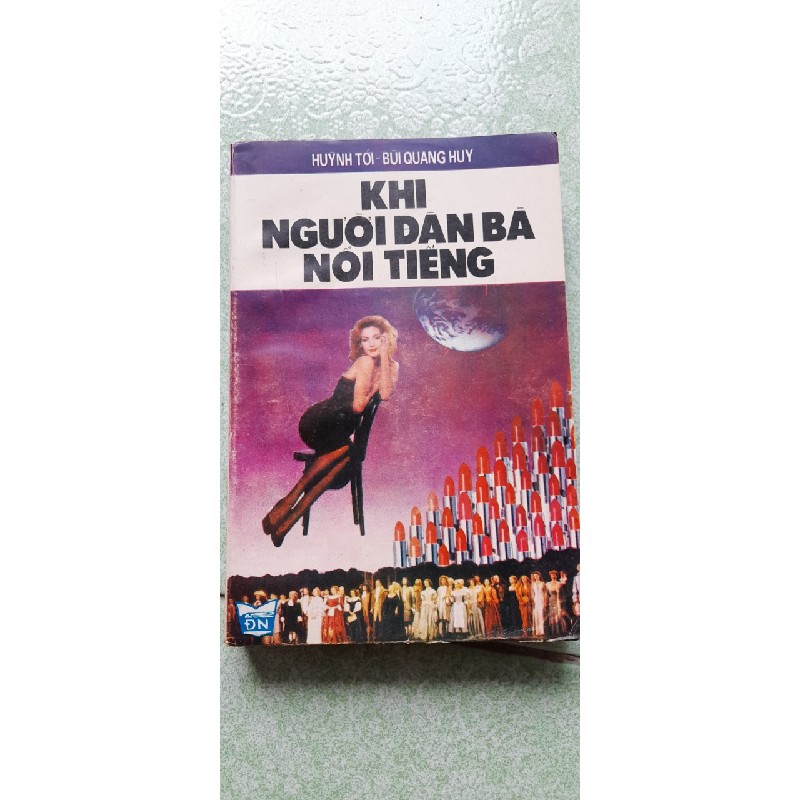 HUỲNH TỚI - BÙI QUANG HUY
KHI
NGƯỜI DÀN BÀ
NỔI TIẾNG
ĐN